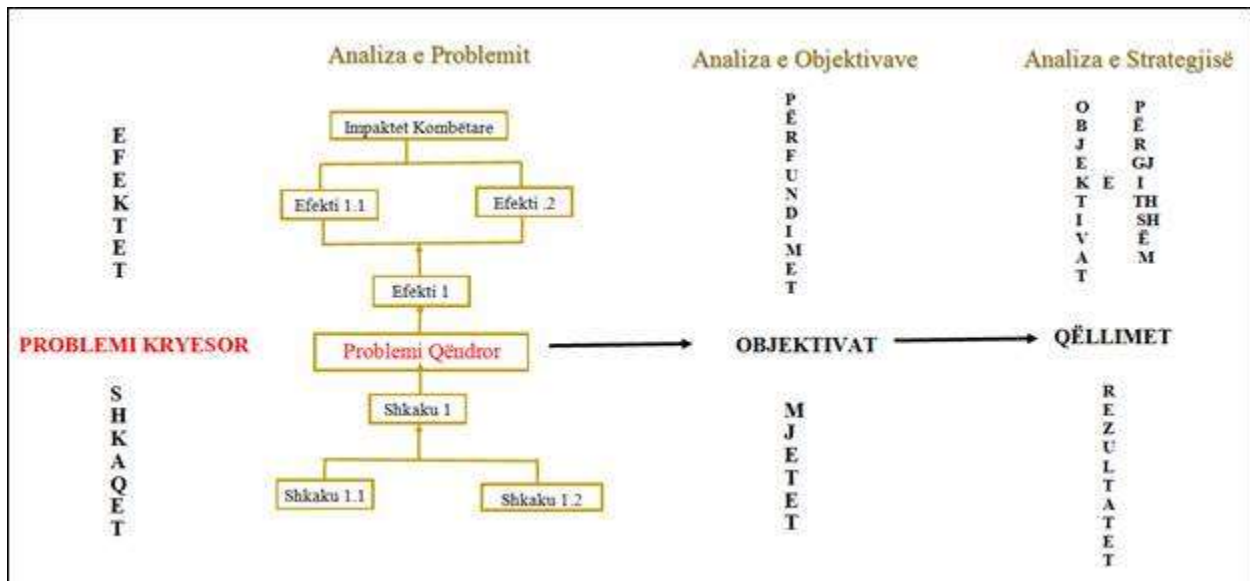 Analiza e Problemit
Analiza e Objektivave
Analiza e Strategjisë
EFEKTET
Impaktet Kombëtare
Efekti 1.1
Efekti .2
Efekti 1
PËRFUNDIMET
OBJEKTIVAT
E
PËRGJITHSHËM
PROBLEMI KRYESOR
Problemi Qëndror
OBJEKTIVAT
QËLLIMET
SHKAQET
Shkaku 1
Shkaku 1.1
Shkaku 1.2
MJETET
REZULTATET